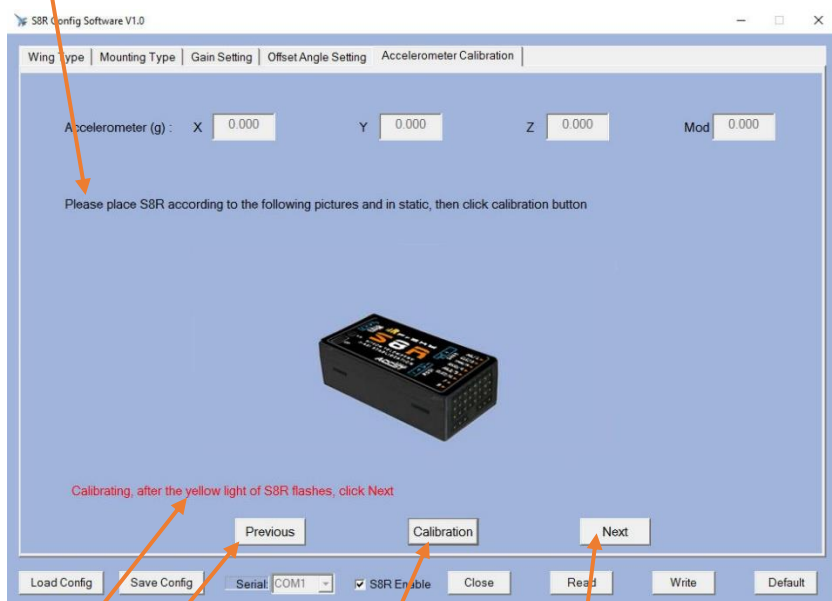 S8R Config Software V1.0
Wing Type | Mounting Type | Gain Setting | Offset Angle Setting | Accelerometer Calibration
Accelerometer (g) : X 0.000 Y 0.000 Z 0.000 Mod 0.000
Please place S8R according to the following pictures and in static, then click calibration button
S6R
Calibrating, after the yellow light of S8R flashes, click Next
Previous Calibration Next
Load Config Save Config Serial: COM1 S8R Enable Close Read Write Default